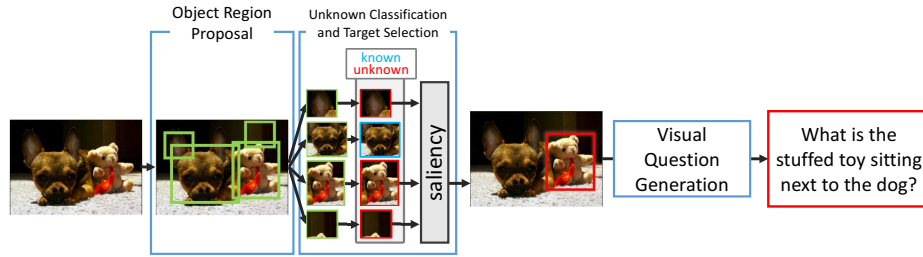 Object Region
Proposal
Unknown Classification
and Target Selection
known
unknown
saliency
Visual
Question
Generation
What is the
stuffed toy sitting
next to the dog?